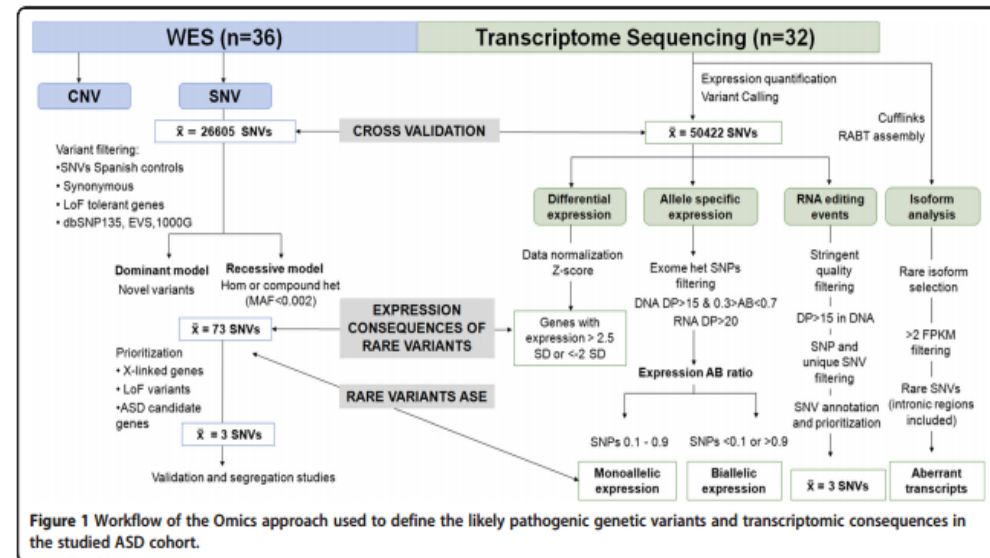 WES (n=36)
Transcriptome Sequencing (n=32)
CNV
SNV
x̄ = 26605 SNVs
Variant filtering:
•SNVs Spanish controls
• Synonymous
• LoF tolerant genes
• dbSNP135, EVS,1000G
Dominant model
Novel variants
Recessive model
Hom or compound het
(MAF<0.002)
x̄ = 73 SNVs
Prioritization
• X-linked genes
• LoF variants
•ASD candidate
genes
x̄ = 3 SNVs
Validation and segregation studies
CROSS VALIDATION
EXPRESSION
CONSEQUENCES OF
RARE VARIANTS
RARE VARIANTS ASE
Expression quantification
Variant Calling
x̄ = 50422 SNVs
Cufflinks
RABT assembly
Differential
expression
Data normalization
Z-score
Genes with
expression > 2.5
SD or <-2 SD
Allele specific
expression
Exome het SNPs
filtering
DNA DP>15 & 0.3>AB<0.7
RNA DP>20
Expression AB ratio
SNPs 0.1 - 0.9
SNPs <0.1 or >0.9
Monoallelic
expression
Biallelic
expression
RNA editing
events
Stringent
quality
filtering
DP>15 in DNA
SNP and
unique SNV
filtering
SNV annotation
and prioritization
x̄ = 3 SNVs
Isoform
analysis
Rare isoform
selection
>2 FPKM
filtering
Rare SNVs
(intronic regions
included)
Aberrant
transcripts
Figure 1 Workflow of the Omics approach used to define the likely pathogenic genetic variants and transcriptomic consequences in
the studied ASD cohort.